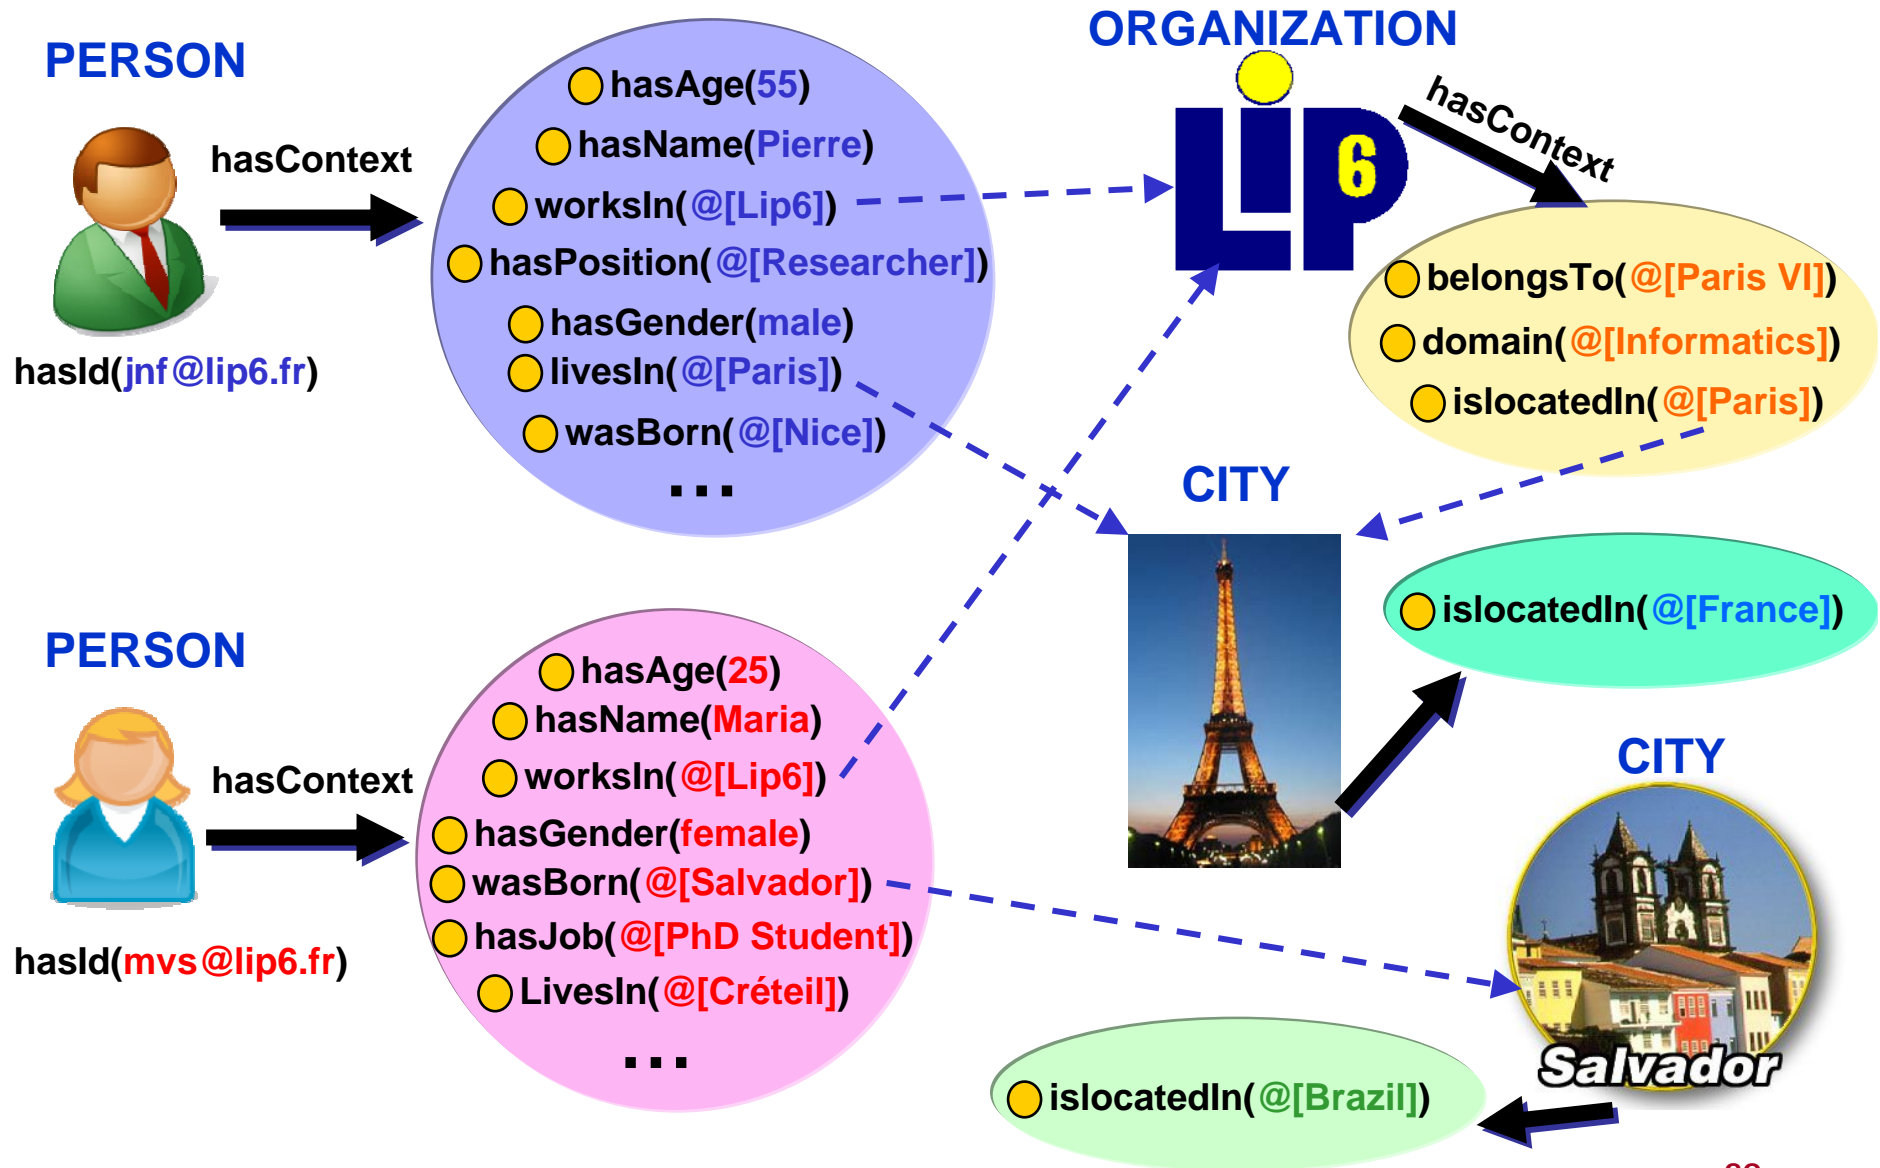 PERSON
hasContext
hasId(jnf@lip6.fr)
hasAge(55)
hasName(Pierre)
worksIn(@[Lip6])
hasPosition(@[Researcher])
hasGender(male)
livesIn(@[Paris])
wasBorn(@[Nice])
...
ORGANIZATION
LiP6
hasContext
belongsTo(@[Paris VI])
domain(@[Informatics])
islocatedIn(@[Paris])
CITY
islocatedIn(@[France])
PERSON
hasContext
hasId(mvs@lip6.fr)
hasAge(25)
hasName(Maria)
worksIn(@[Lip6])
hasGender(female)
wasBorn(@[Salvador])
hasJob(@[PhD Student])
LivesIn(@[Créteil])
...
CITY
Salvador
islocatedIn(@[Brazil])